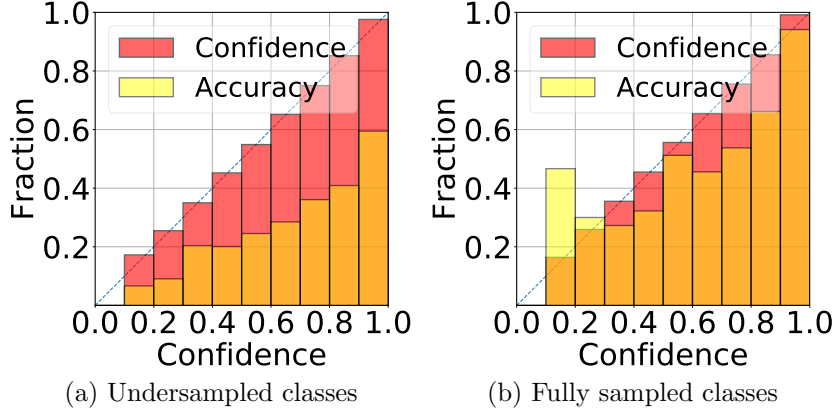 1.0
0.8
0.6
0.4
0.2
Fraction
Confidence
Accuracy
0.0 0.2 0.4 0.6 0.8 1.0
Confidence
(a) Undersampled classes
1.0
0.8
0.6
0.4
0.2
Fraction
Confidence
Accuracy
0.0 0.2 0.4 0.6 0.8 1.0
Confidence
(b) Fully sampled classes